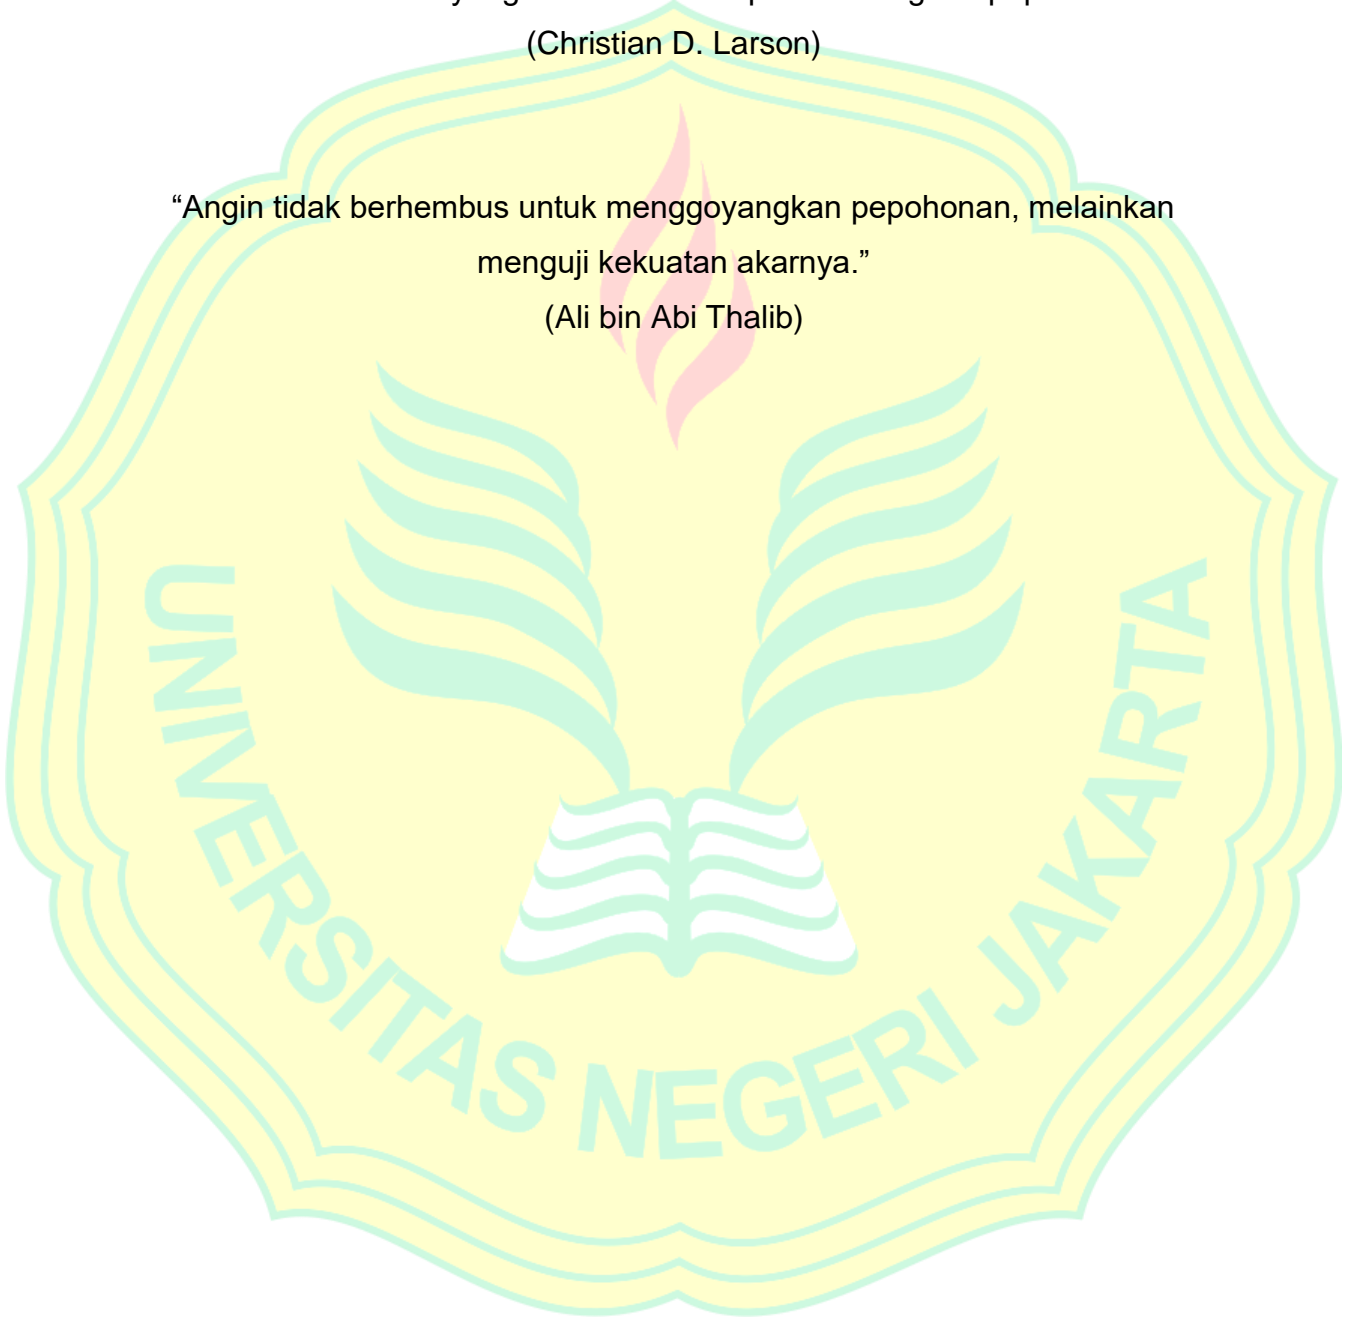 (Christian D. Larson)
“Angin tidak berhembus untuk menggoyangkan pepohonan, melainkan
menguji kekuatan akarnya.”
(Ali bin Abi Thalib)
UNIVERSITAS NEGERI JAKARTA